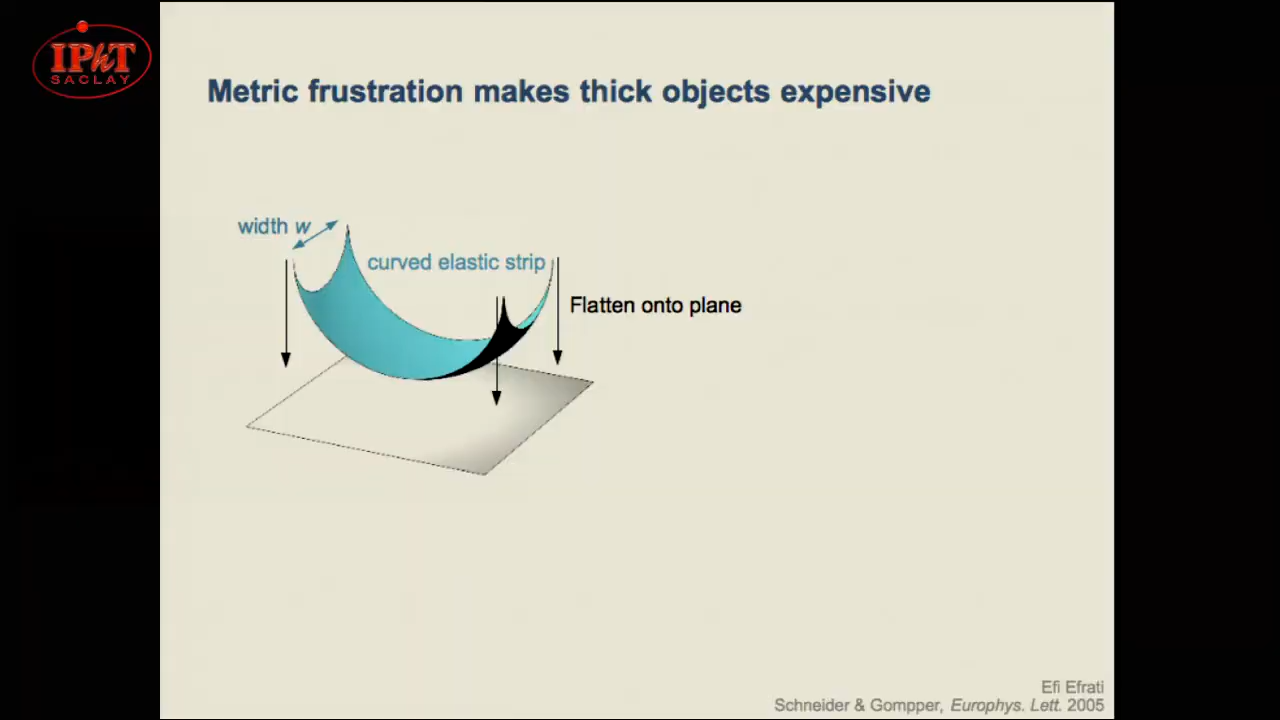 IPhT
SACLAY
Metric frustration makes thick objects expensive
width w
curved elastic strip
Flatten onto plane
Efi Efrati
Schneider & Gompper, Europhys. Lett. 2005